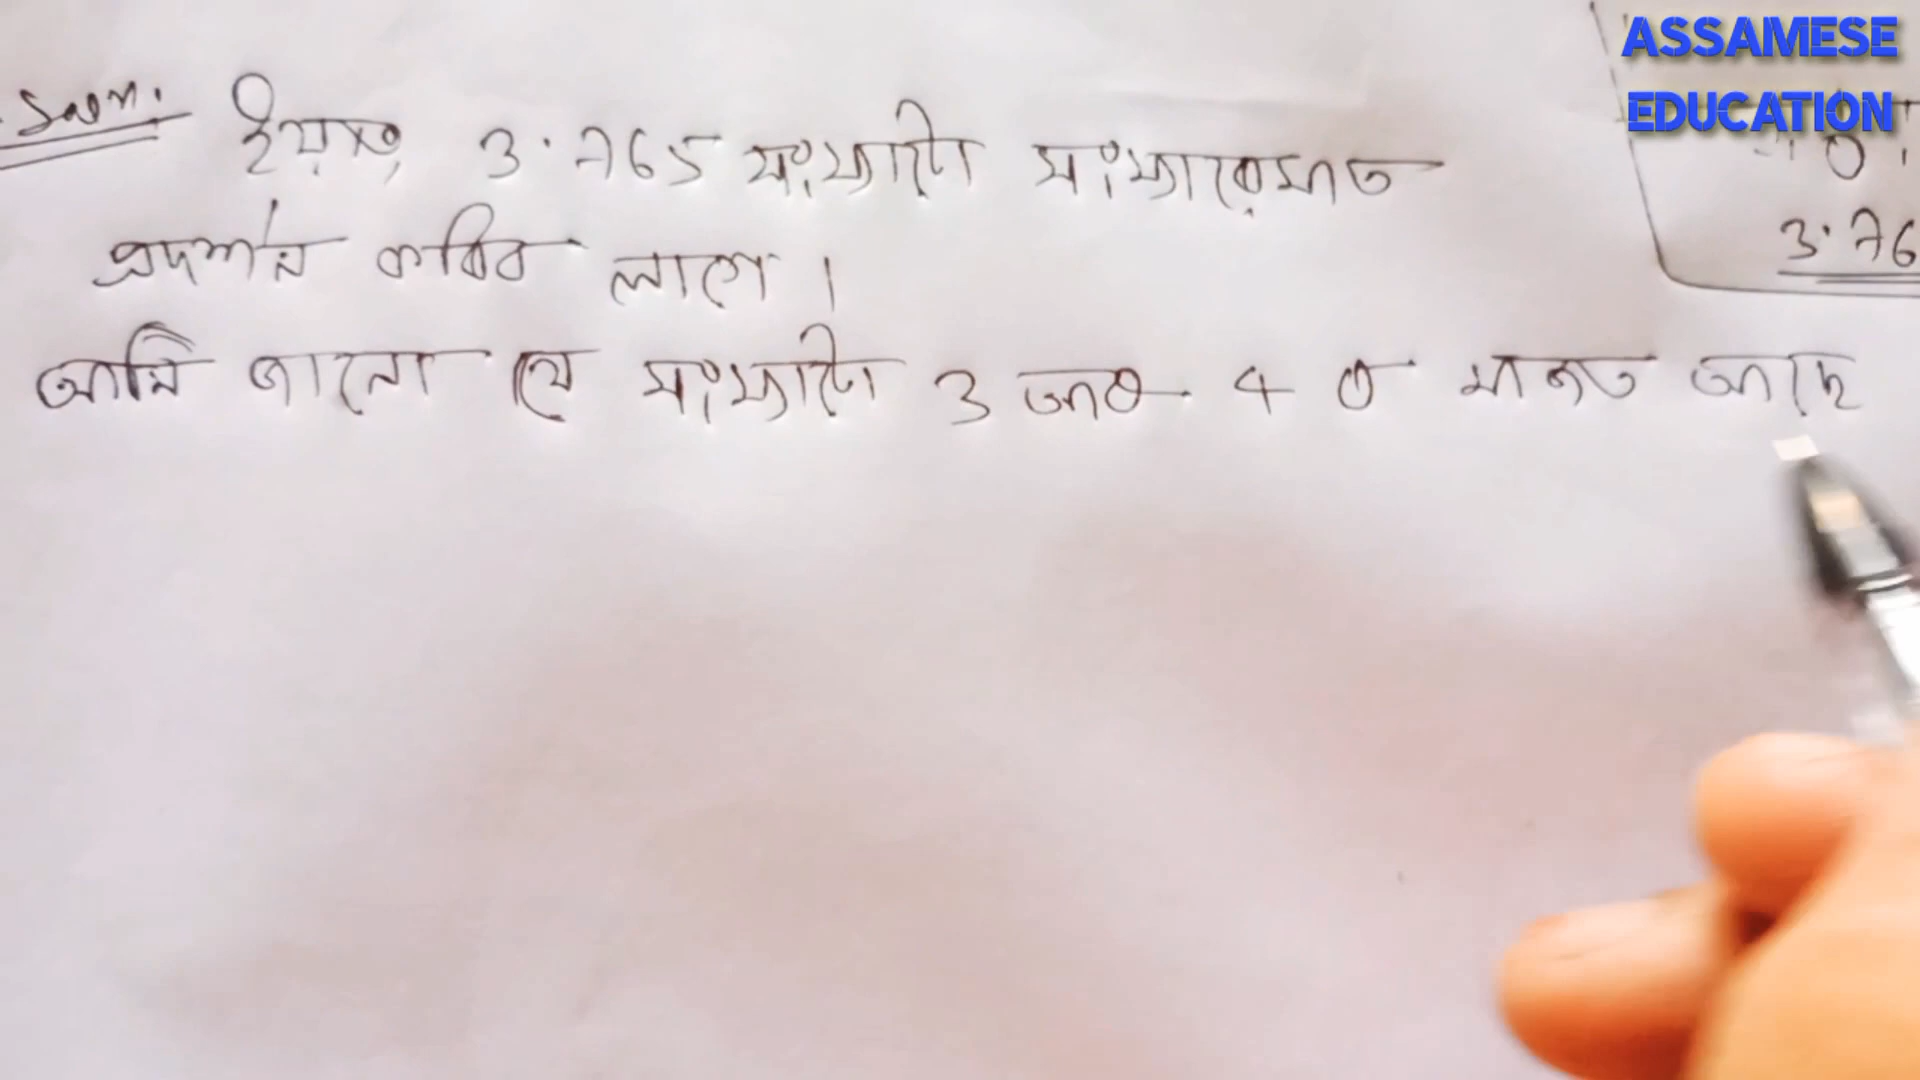 ASSAMESE
EDUCATION
Soln.
ইয়াত, 3.765 সংখ্যাটো সংখ্যাৰেখাত
প্ৰদৰ্শন কৰিব লাগে।
আমি জানো যে সংখ্যাটো 3 আৰু 4 ৰ মাজত আছে
3.76